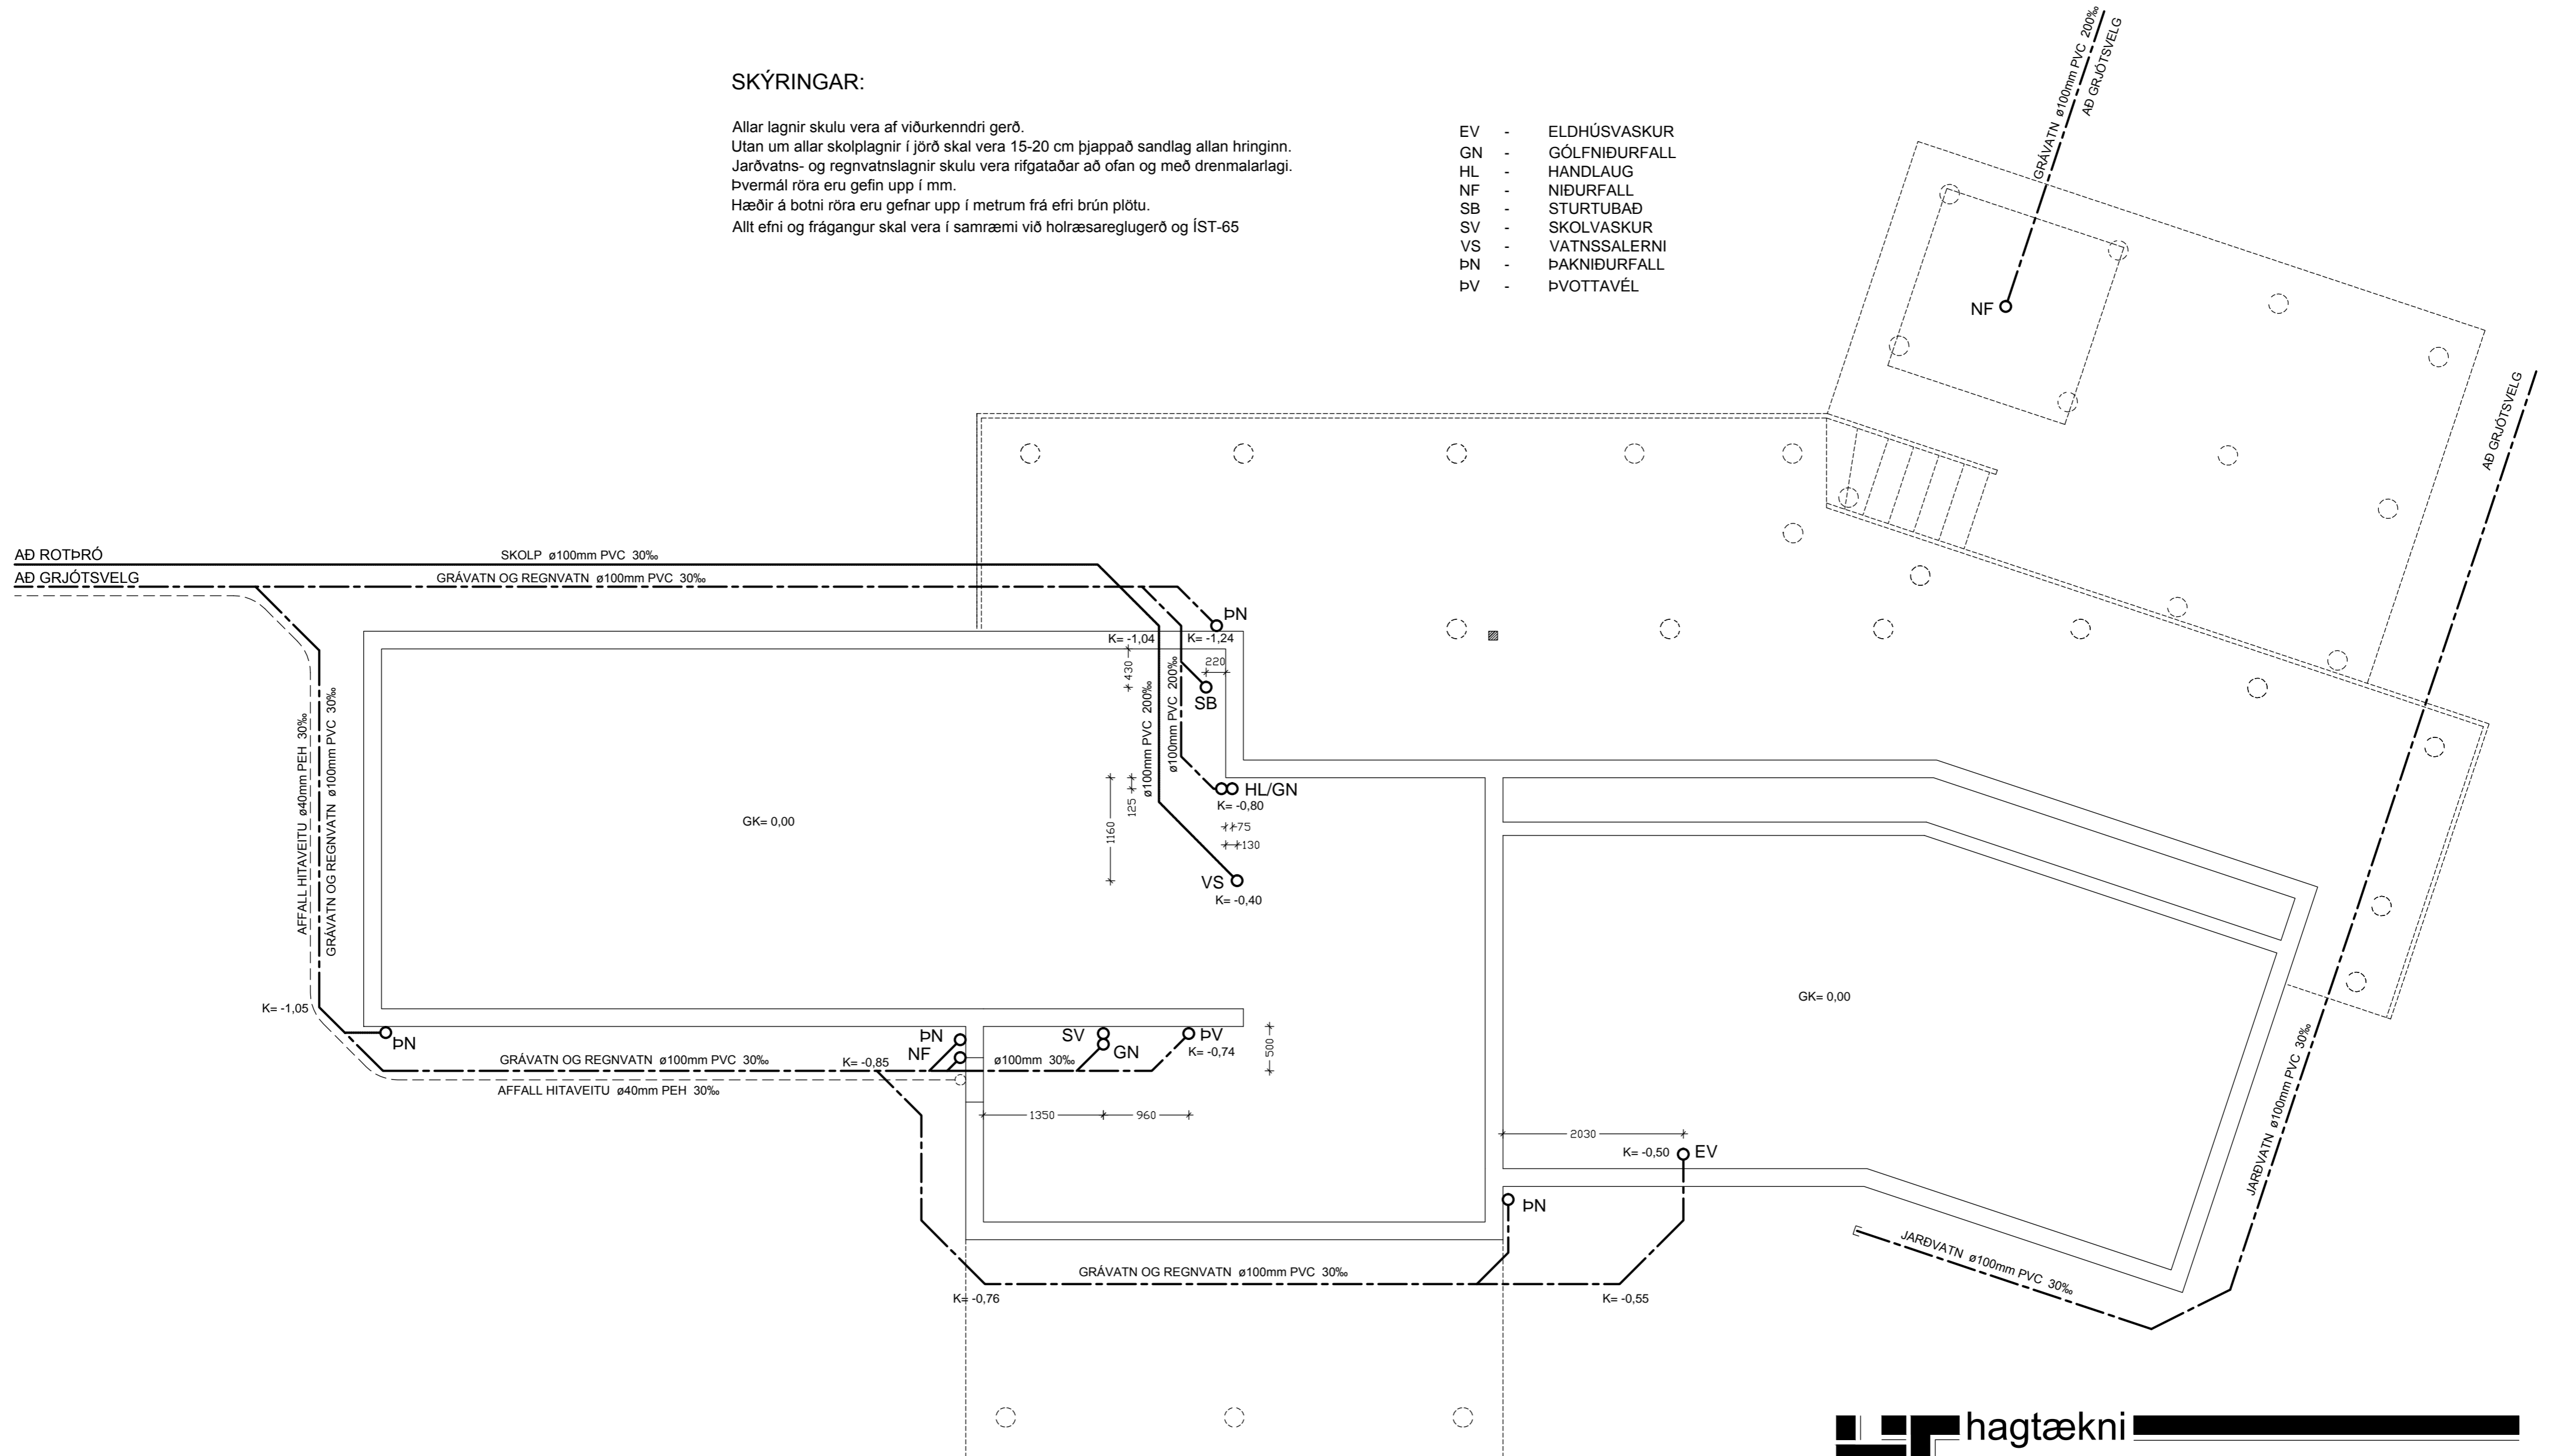 SKÝRINGAR:
Allar lagnir skulu vera af viðurkenndri gerð.
Utan um allar skolplagnir í jörð skal vera 15-20 cm þjappað sandlag allan hringinn.
Jarðvatns- og regnvatnslagnir skulu vera rifgataðar að ofan og með drenmalarlagi.
Þvermál röra eru gefin upp í mm.
Hæðir á botni röra eru gefnar upp í metrum frá efri brún plötu.
Allt efni og frágangur skal vera í samræmi við holræsareglugerð og ÍST-65
EV - ELDHÚSVASKUR
GN - GÓLFNIÐURFALL
HL - HANDLAUG
NF - NIÐURFALL
SB - STURTUBAÐ
SV - SKOLVASKUR
VS - VATNSSALERNI
ÞN - ÞAKNIÐURFALL
ÞV - ÞVOTTAVÉL
GRÁVATN ø100mm PVC 200‰
AÐ GRJÓTSVELG
NF
AÐ GRJÓTSVELG
AÐ ROTÞRÓ
SKOLP ø100mm PVC 30‰
AÐ GRJÓTSVELG
GRÁVATN OG REGNVATN ø100mm PVC 30‰
ÞN
K= -1,04
K= -1,24
430
220
SB
ø100mm PVC 200‰
ø100mm PVC 200‰
AFFALL HITAVEITU ø40mm PEH 30‰
GRÁVATN OG REGNVATN ø100mm PVC 30‰
HL/GN
K= -0,80
125
1160
75
130
GK= 0,00
VS
K= -0,40
GK= 0,00
K= -1,05
ÞN
ÞN
NF
SV
GN
ÞV
K= -0,74
500
GRÁVATN OG REGNVATN ø100mm PVC 30‰
K= -0,85
ø100mm 30‰
AFFALL HITAVEITU ø40mm PEH 30‰
1350
960
2030
K= -0,50
EV
ÞN
JARÐVATN ø100mm PVC 30‰
JARÐVATN ø100mm PVC 30‰
GRÁVATN OG REGNVATN ø100mm PVC 30‰
K= -0,76
K= -0,55
hagtækni